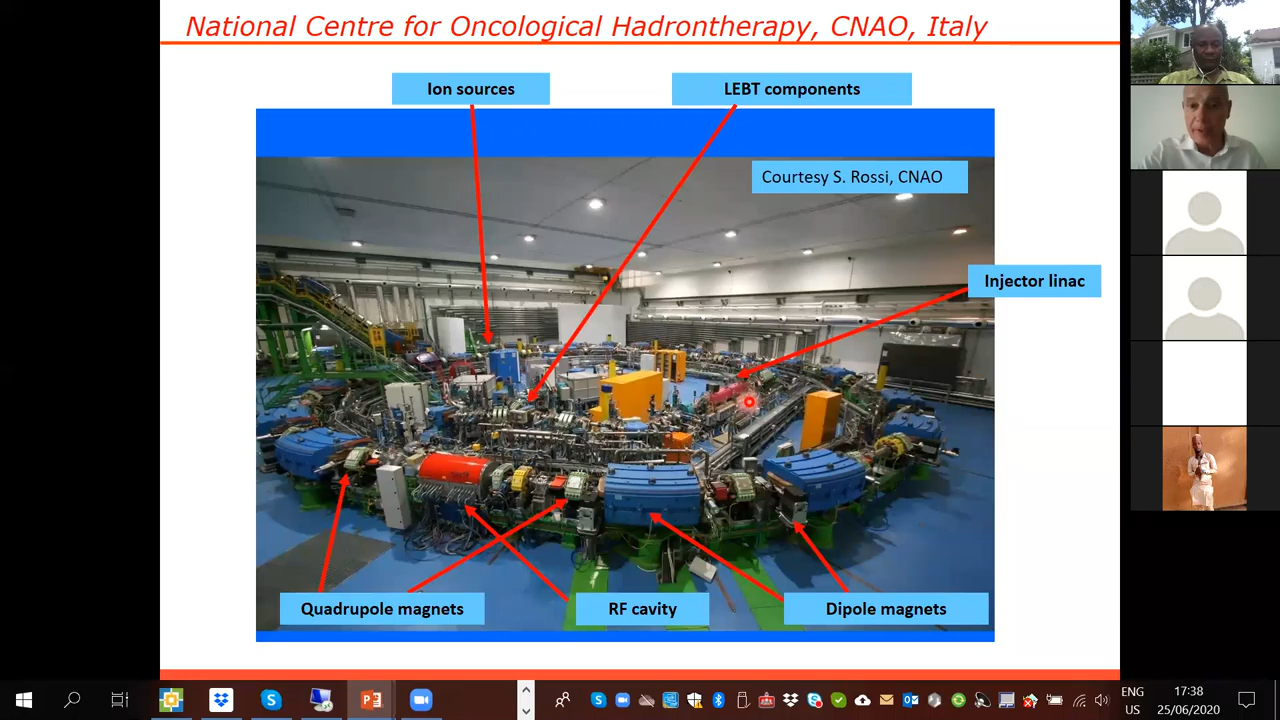 National Centre for Oncological Hadrontherapy, CNAO, Italy
Ion sources
LEBT components
Courtesy S. Rossi, CNAO
Injector linac
Quadrupole magnets
RF cavity
Dipole magnets
ENG
US
17:38
25/06/2020